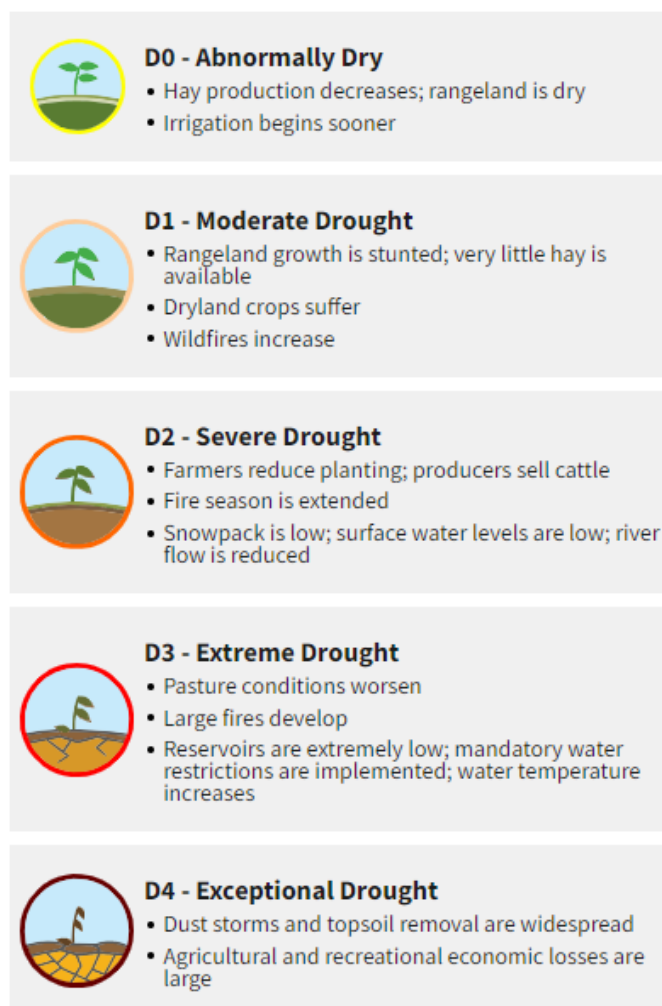 D0 - Abnormally Dry
• Hay production decreases; rangeland is dry
• Irrigation begins sooner
D1 - Moderate Drought
• Rangeland growth is stunted; very little hay is
available
• Dryland crops suffer
• Wildfires increase
D2 - Severe Drought
• Farmers reduce planting; producers sell cattle
• Fire season is extended
• Snowpack is low; surface water levels are low; river
flow is reduced
D3 - Extreme Drought
• Pasture conditions worsen
• Large fires develop
• Reservoirs are extremely low; mandatory water
restrictions are implemented; water temperature
increases
D4 - Exceptional Drought
• Dust storms and topsoil removal are widespread
• Agricultural and recreational economic losses are
large